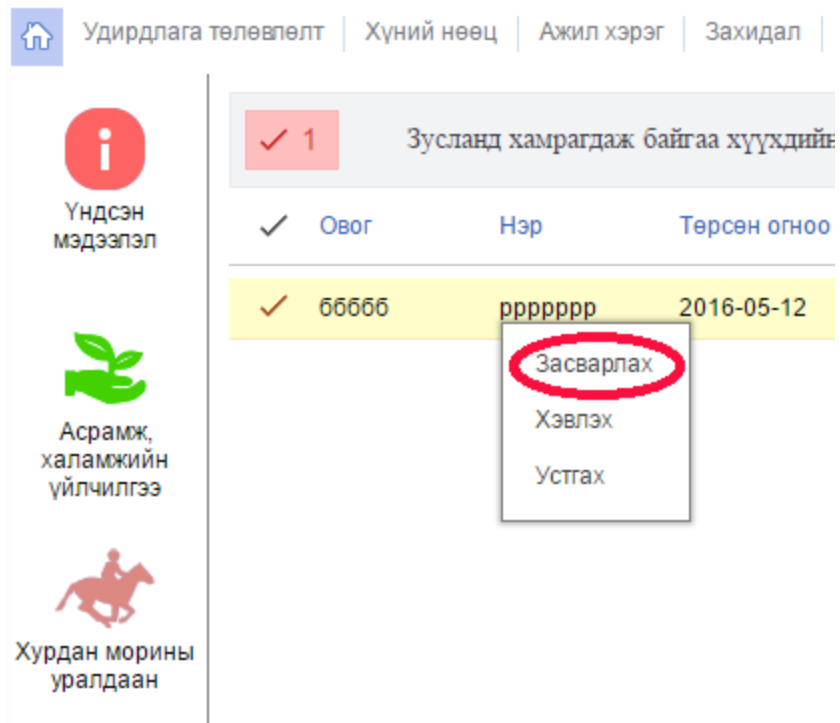 Удирдлага төлөвлөлт Хүний нөөц Ажил хэрэг Захидал
1 Зусланд хамрагдаж байгаа хүүхдийн
Үндсэн
мэдээлэл
Овог Нэр Төрсөн огноо
ббббб ррррррр 2016-05-12
Засварлах
Хэвлэх
Устгах
Асрамж,
халамжийн
үйлчилгээ
Хурдан морины
уралдаан